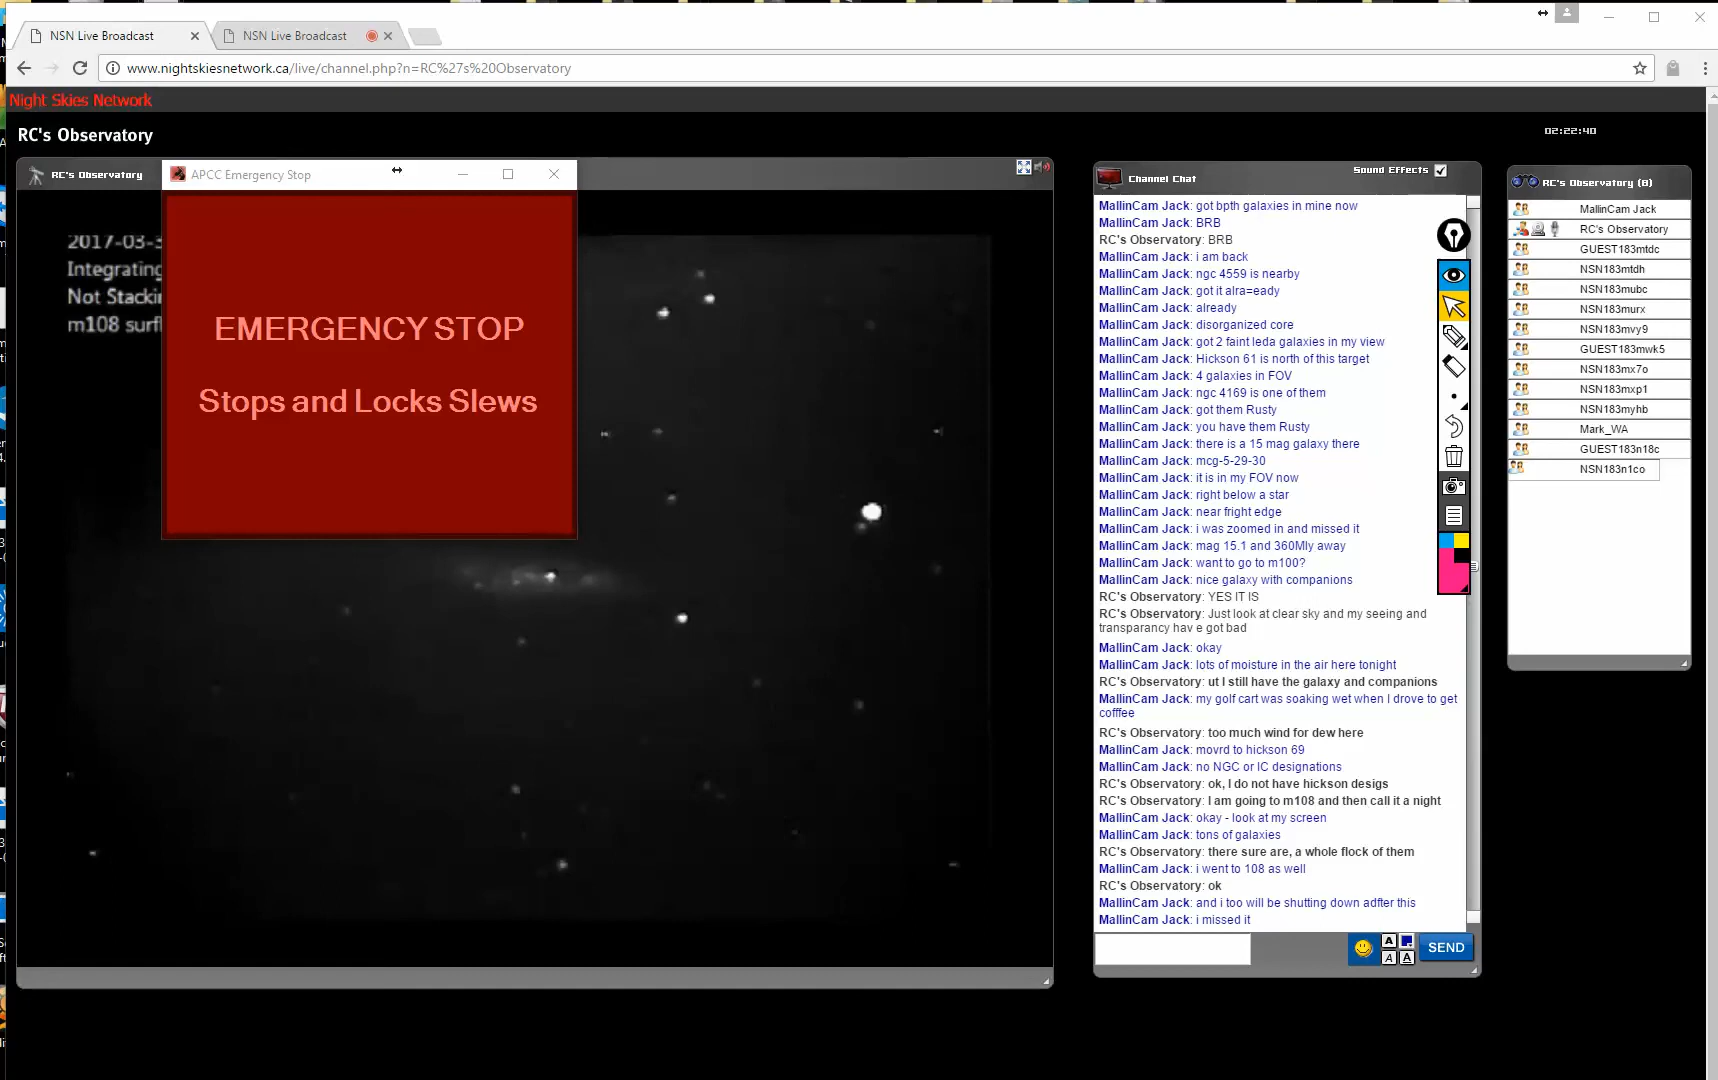 NSN Live Broadcast
NSN Live Broadcast
www.nightskiesnetwork.ca/live/channel.php?n=RC%27s%20Observatory
Night Skies Network
RC's Observatory
02:22:40
RC's Observatory
APCC Emergency Stop
2017-03-3
Integrating
Not Stacki
m108 surf
EMERGENCY STOP
Stops and Locks Slews
Channel Chat
Sound Effects
MallinCam Jack: got bpth galaxies in mine now
MallinCam Jack: BRB
RC's Observatory: BRB
MallinCam Jack: i am back
MallinCam Jack: ngc 4559 is nearby
MallinCam Jack: got it alra=eady
MallinCam Jack: already
MallinCam Jack: disorganized core
MallinCam Jack: got 2 faint leda galaxies in my view
MallinCam Jack: Hickson 61 is north of this target
MallinCam Jack: 4 galaxies in FOV
MallinCam Jack: ngc 4169 is one of them
MallinCam Jack: got them Rusty
MallinCam Jack: you have them Rusty
MallinCam Jack: there is a 15 mag galaxy there
MallinCam Jack: mcg-5-29-30
MallinCam Jack: it is in my FOV now
MallinCam Jack: right below a star
MallinCam Jack: near fright edge
MallinCam Jack: i was zoomed in and missed it
MallinCam Jack: mag 15.1 and 360Mly away
MallinCam Jack: want to go to m100?
MallinCam Jack: nice galaxy with companions
RC's Observatory: YES IT IS
RC's Observatory: Just look at clear sky and my seeing and
transparancy hav e got bad
MallinCam Jack: okay
MallinCam Jack: lots of moisture in the air here tonight
RC's Observatory: ut I still have the galaxy and companions
MallinCam Jack: my golf cart was soaking wet when I drove to get
cofffee
RC's Observatory: too much wind for dew here
MallinCam Jack: movrd to hickson 69
MallinCam Jack: no NGC or IC designations
RC's Observatory: ok, I do not have hickson desigs
RC's Observatory: I am going to m108 and then call it a night
MallinCam Jack: okay - look at my screen
MallinCam Jack: tons of galaxies
RC's Observatory: there sure are, a whole flock of them
MallinCam Jack: i went to 108 as well
RC's Observatory: ok
MallinCam Jack: and i too will be shutting down adfter this
MallinCam Jack: i missed it
A
A
A
SEND
RC's Observatory (8)
MallinCam Jack
RC's Observatory
GUEST183mtdc
NSN183mtdh
NSN183mubc
NSN183murx
NSN183mvy9
GUEST183mwk5
NSN183mx7o
NSN183mxp1
NSN183myhb
Mark_WA
GUEST183n18c
NSN183n1co